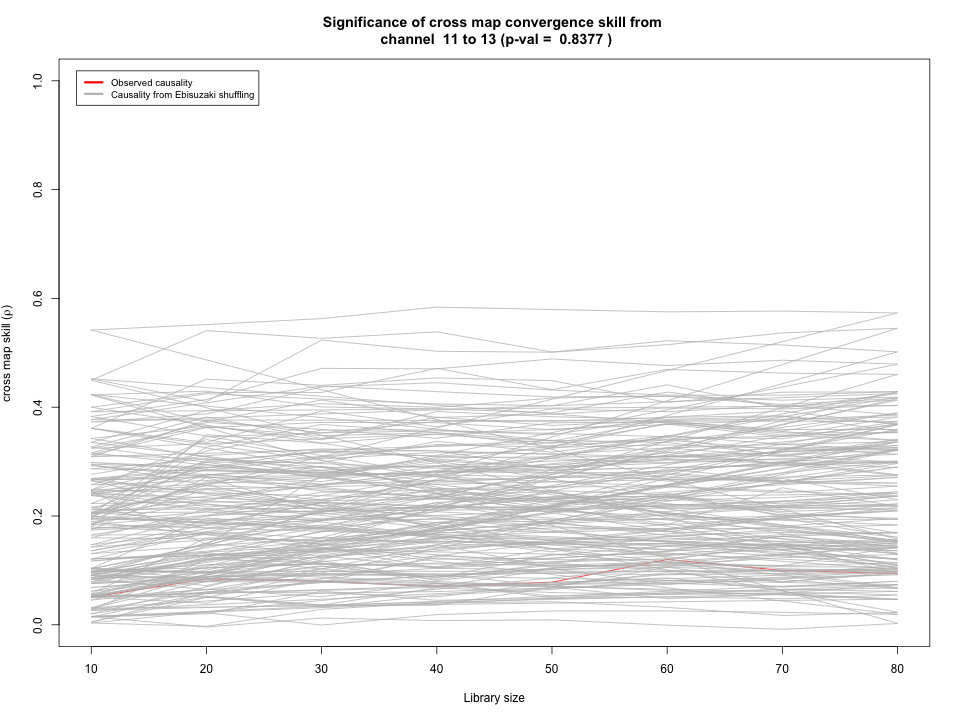 Significance of cross map convergence skill from
channel  11 to 13 (p-val =  0.8377 )
Observed causality
Causality from Ebisuzaki shuffling
cross map skill (ρ)
1.0
0.8
0.6
0.4
0.2
0.0
10 20 30 40 50 60 70 80
Library size